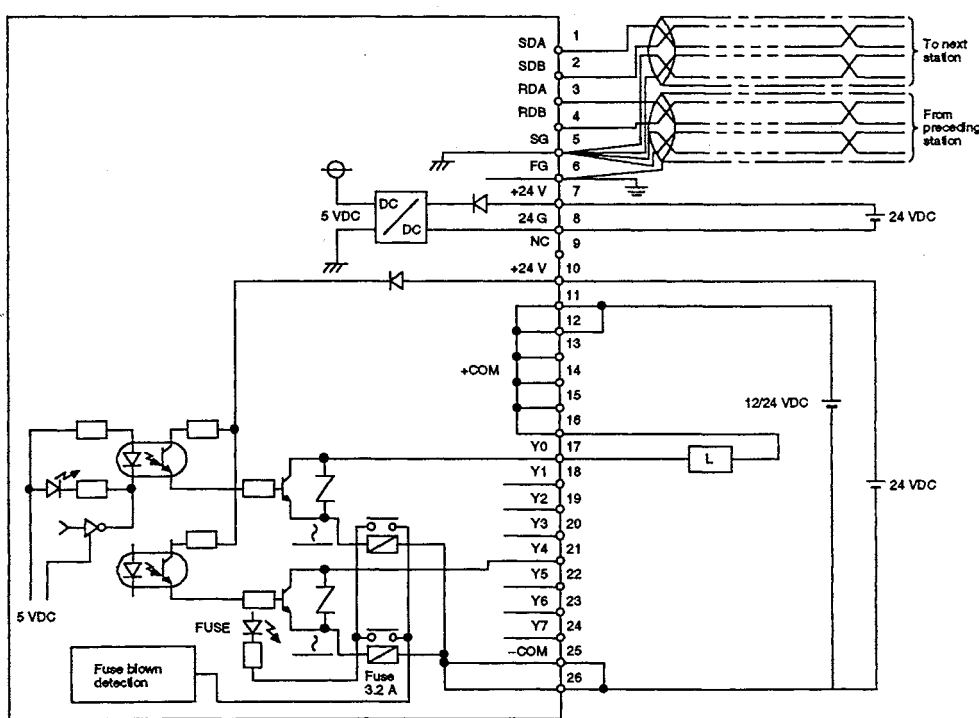 SDA
1
SDB
2
RDA
3
RDB
4
SG
5
FG
6
+24 V
7
24 G
8
NC
9
+24 V
10
11
12
13
+COM
14
15
16
Y0
17
Y1
18
Y2
19
Y3
20
Y4
21
Y5
22
Y6
23
Y7
24
-COM
25
26
To next
station
From
preceding
station
5 VDC
DC
DC
24 VDC
12/24 VDC
L
24 VDC
5 VDC
FUSE
Fuse blown
detection
Fuse
3.2 A